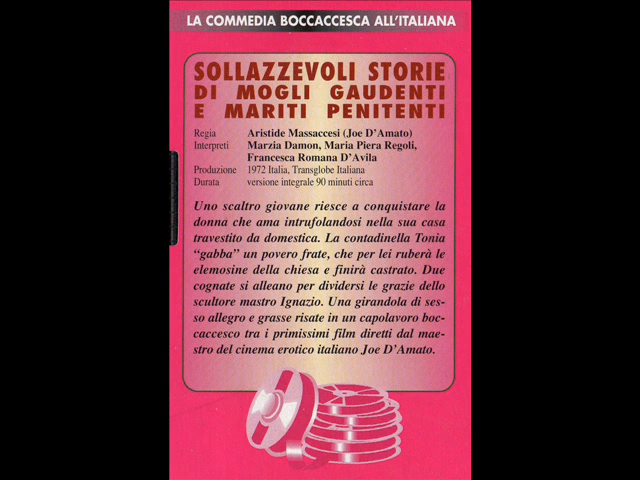 LA COMMEDIA BOCCACCESCA ALL'ITALIANA
SOLLAZZEVOLI STORIE
DI MOGLI GAUDENTI
E MARITI PENITENTI
Regia Aristide Massaccesi (Joe D'Amato)
Interpreti Marzia Damon, Maria Piera Regoli,
Francesca Romana D'Avila
Produzione 1972 Italia, Transglobe Italiana
Durata versione integrale 90 minuti circa
Uno scaltro giovane riesce a conquistare la
donna che ama intrufolandosi nella sua casa
travestito da domestica. La contadinella Tonia
"gabba" un povero frate, che per lei ruberà le
elemosine della chiesa e finirà castrato. Due
cognate si alleano per dividersi le grazie dello
scultore mastro Ignazio. Una girandola di ses-
so allegro e grasse risate in un capolavoro boc-
caccesco tra i primissimi film diretti dal mae-
stro del cinema erotico italiano Joe D'Amato.